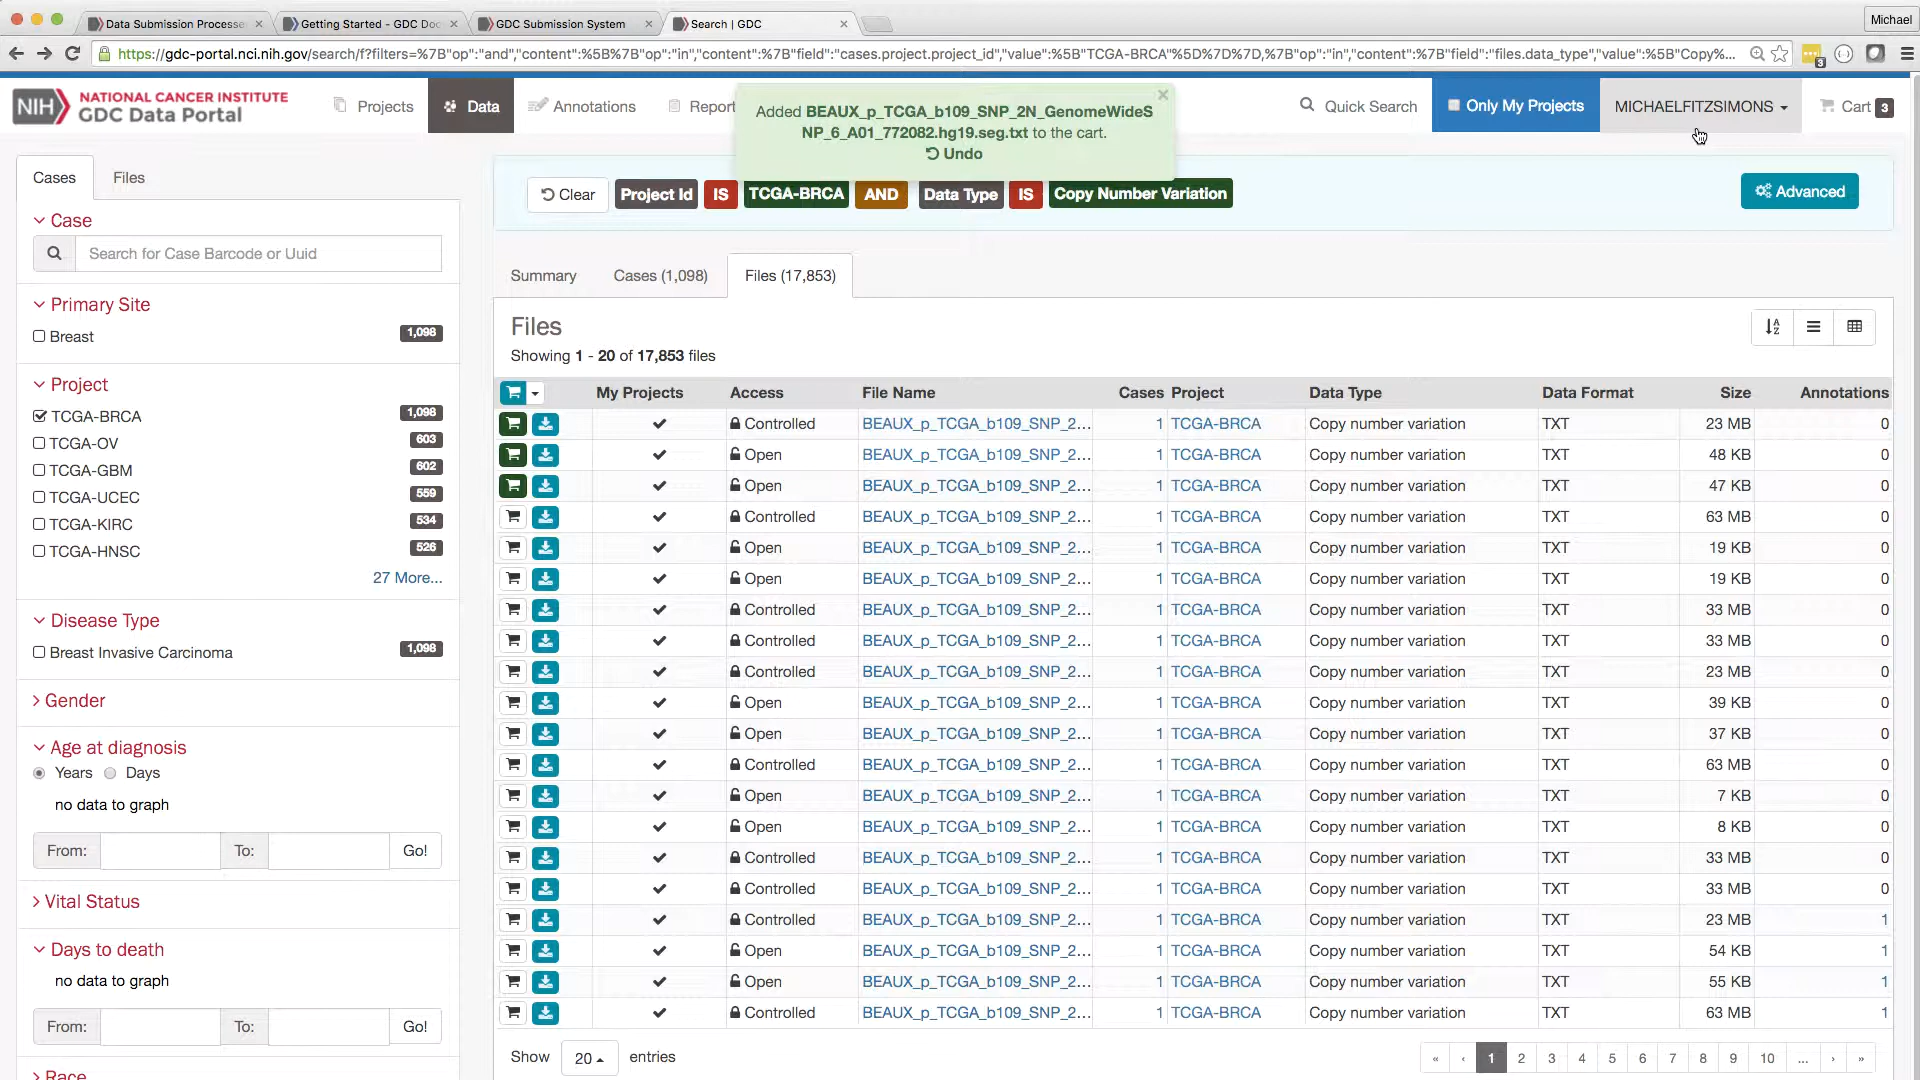 Data Submission Processe
Getting Started - GDC Doc
GDC Submission System
Search | GDC
Michael
https://gdc-portal.nci.nih.gov/search/f?filters=%7B"op":"and","content":%5B%7B"op":"in","content":%7B"field":"cases.project.project_id","value":%5B"TCGA-BRCA"%5D%7D%7D,%7B"op":"in","content":%7B"field":"files.data_type","value":%5B"Copy%...
3
NIH NATIONAL CANCER INSTITUTE
GDC Data Portal
Projects
Data
Annotations
Report
Quick Search
Only My Projects
MICHAELFITZSIMONS
Cart 3
Added BEAUX_p_TCGA_b109_SNP_2N_GenomeWideS
NP_6_A01_772082.hg19.seg.txt to the cart.
Undo
Cases Files
Case
Search for Case Barcode or Uuid
Primary Site
Breast 1,098
Project
TCGA-BRCA 1,098
TCGA-OV 603
TCGA-GBM 602
TCGA-UCEC 559
TCGA-KIRC 534
TCGA-HNSC 526
27 More...
Disease Type
Breast Invasive Carcinoma 1,098
Gender
Age at diagnosis
Years Days
no data to graph
From: To: Go!
Vital Status
Days to death
no data to graph
From: To: Go!
Race
Clear Project Id IS TCGA-BRCA AND Data Type IS Copy Number Variation
Advanced
Summary Cases (1,098) Files (17,853)
Files
Showing 1 - 20 of 17,853 files
My Projects Access File Name Cases Project Data Type Data Format Size Annotations
Controlled BEAUX_p_TCGA_b109_SNP_2... 1 TCGA-BRCA Copy number variation TXT 23 MB 0
Open BEAUX_p_TCGA_b109_SNP_2... 1 TCGA-BRCA Copy number variation TXT 48 KB 0
Open BEAUX_p_TCGA_b109_SNP_2... 1 TCGA-BRCA Copy number variation TXT 47 KB 0
Controlled BEAUX_p_TCGA_b109_SNP_2... 1 TCGA-BRCA Copy number variation TXT 63 MB 0
Open BEAUX_p_TCGA_b109_SNP_2... 1 TCGA-BRCA Copy number variation TXT 19 KB 0
Open BEAUX_p_TCGA_b109_SNP_2... 1 TCGA-BRCA Copy number variation TXT 19 KB 0
Controlled BEAUX_p_TCGA_b109_SNP_2... 1 TCGA-BRCA Copy number variation TXT 33 MB 0
Controlled BEAUX_p_TCGA_b109_SNP_2... 1 TCGA-BRCA Copy number variation TXT 33 MB 0
Controlled BEAUX_p_TCGA_b109_SNP_2... 1 TCGA-BRCA Copy number variation TXT 23 MB 0
Open BEAUX_p_TCGA_b109_SNP_2... 1 TCGA-BRCA Copy number variation TXT 39 KB 0
Open BEAUX_p_TCGA_b109_SNP_2... 1 TCGA-BRCA Copy number variation TXT 37 KB 0
Controlled BEAUX_p_TCGA_b109_SNP_2... 1 TCGA-BRCA Copy number variation TXT 63 MB 0
Open BEAUX_p_TCGA_b109_SNP_2... 1 TCGA-BRCA Copy number variation TXT 7 KB 0
Open BEAUX_p_TCGA_b109_SNP_2... 1 TCGA-BRCA Copy number variation TXT 8 KB 0
Controlled BEAUX_p_TCGA_b109_SNP_2... 1 TCGA-BRCA Copy number variation TXT 33 MB 0
Controlled BEAUX_p_TCGA_b109_SNP_2... 1 TCGA-BRCA Copy number variation TXT 33 MB 0
Controlled BEAUX_p_TCGA_b109_SNP_2... 1 TCGA-BRCA Copy number variation TXT 23 MB 1
Open BEAUX_p_TCGA_b109_SNP_2... 1 TCGA-BRCA Copy number variation TXT 54 KB 1
Open BEAUX_p_TCGA_b109_SNP_2... 1 TCGA-BRCA Copy number variation TXT 55 KB 1
Controlled BEAUX_p_TCGA_b109_SNP_2... 1 TCGA-BRCA Copy number variation TXT 63 MB 1
Show 20 entries
« ‹ 1 2 3 4 5 6 7 8 9 10 ... › »